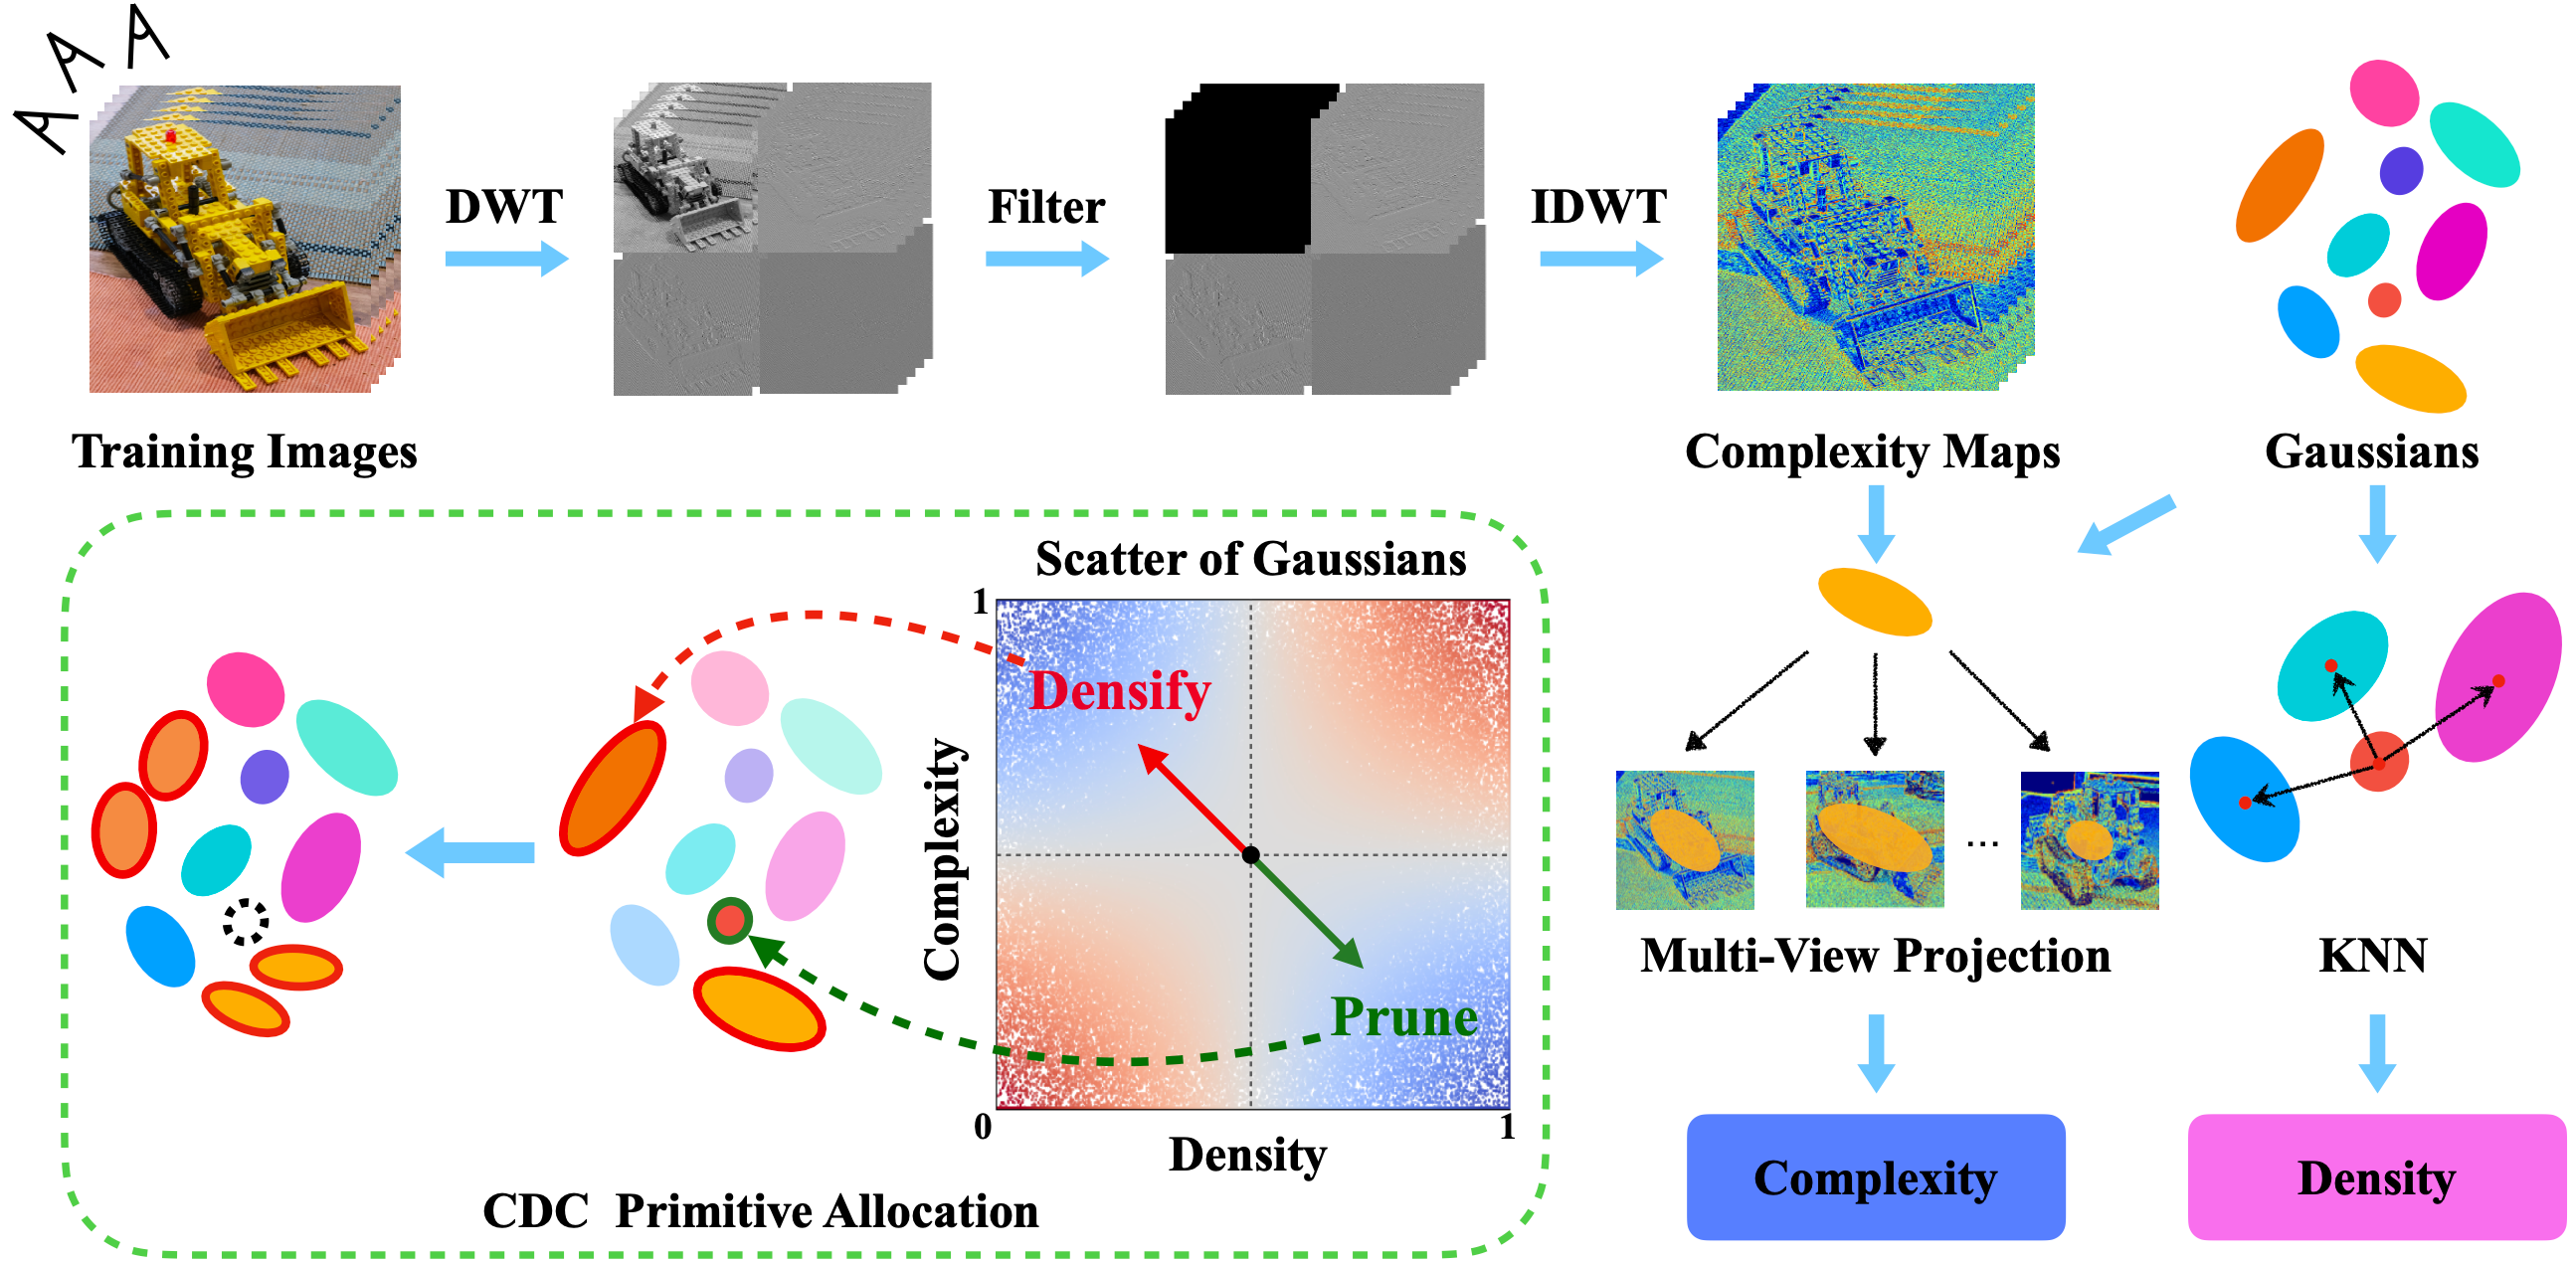 DWT
Filter
IDWT
Training Images
Complexity Maps
Gaussians
Scatter of Gaussians
1
Densify
Complexity
Prune
0
1
Density
CDC Primitive Allocation
...
Multi-View Projection
KNN
Complexity
Density